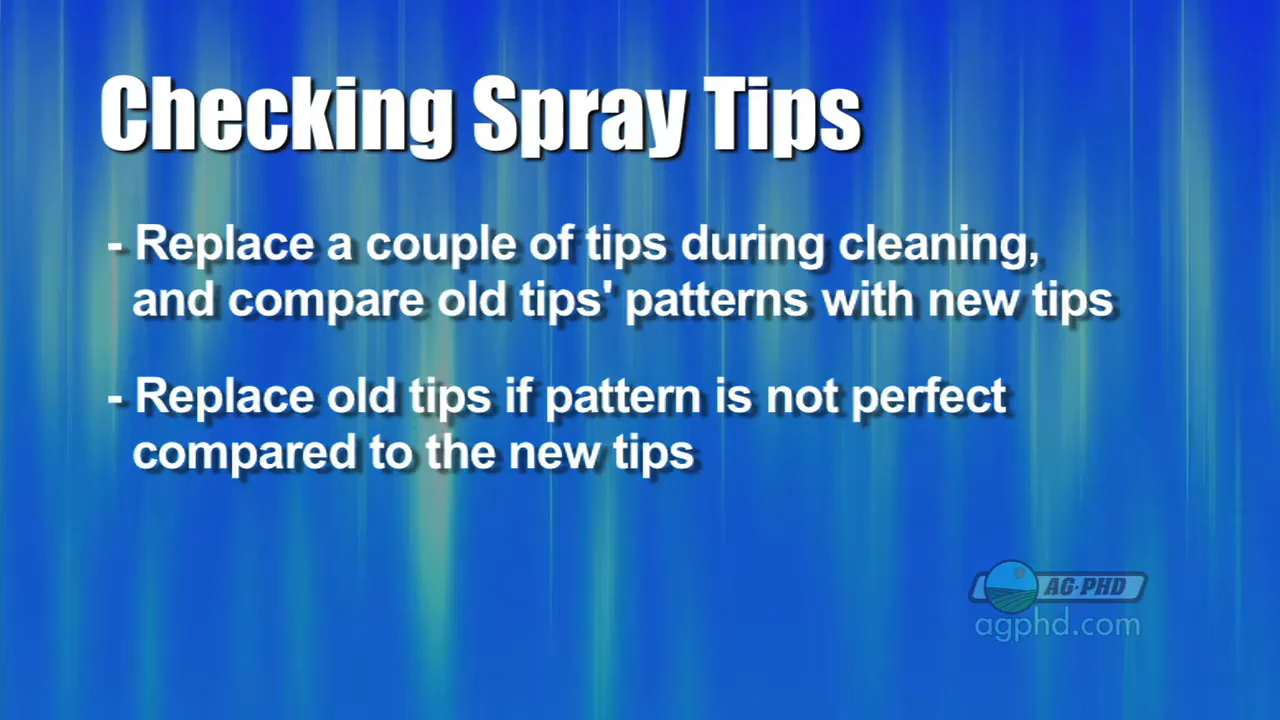 Checking Spray Tips
- Replace a couple of tips during cleaning,
and compare old tips' patterns with new tips
- Replace old tips if pattern is not perfect
compared to the new tips
AG·PHD
agphd.com